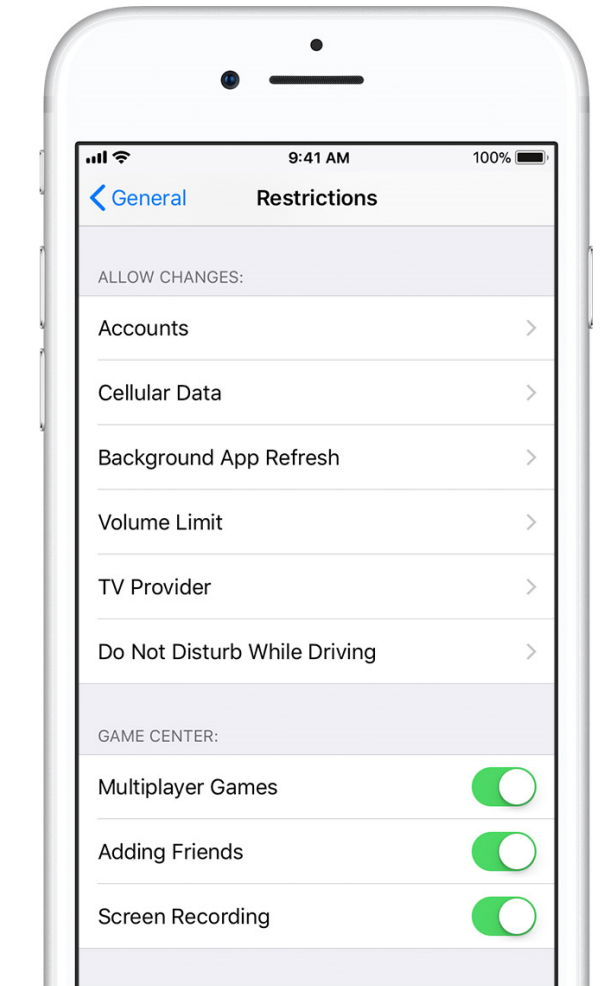 9:41 AM 100%
General Restrictions
ALLOW CHANGES:
Accounts
Cellular Data
Background App Refresh
Volume Limit
TV Provider
Do Not Disturb While Driving
GAME CENTER:
Multiplayer Games
Adding Friends
Screen Recording